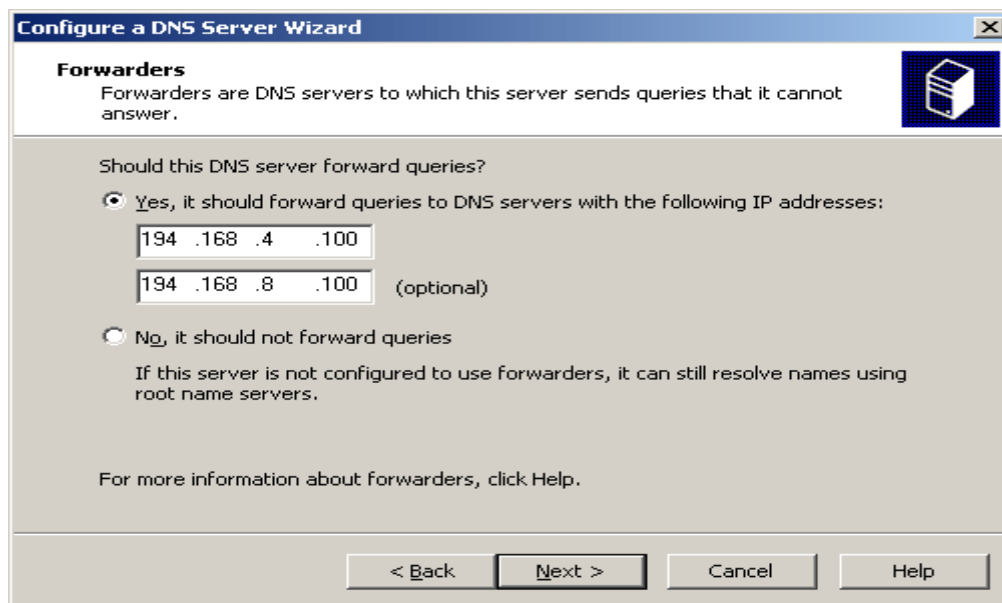 Configure a DNS Server Wizard
Forwarders
Forwarders are DNS servers to which this server sends queries that it cannot
answer.
Should this DNS server forward queries?
Yes, it should forward queries to DNS servers with the following IP addresses:
194 .168 .4 .100
194 .168 .8 .100 (optional)
No, it should not forward queries
If this server is not configured to use forwarders, it can still resolve names using
root name servers.
For more information about forwarders, click Help.
< Back Next > Cancel Help